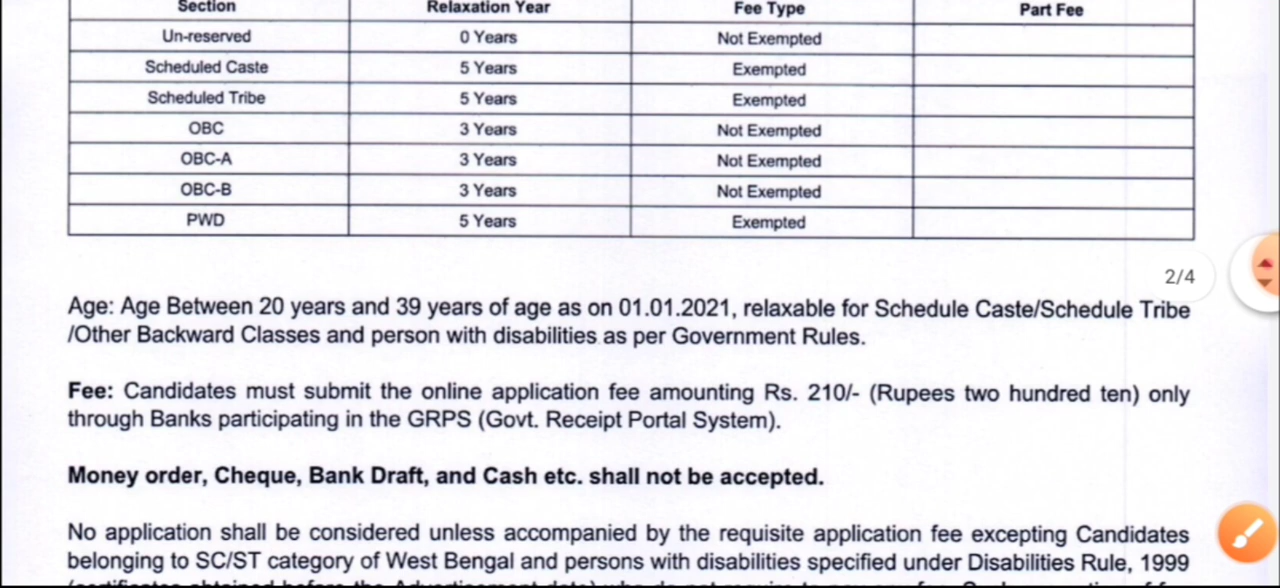 Section Relaxation Year Fee Type Part Fee
Un-reserved 0 Years Not Exempted
Scheduled Caste 5 Years Exempted
Scheduled Tribe 5 Years Exempted
OBC 3 Years Not Exempted
OBC-A 3 Years Not Exempted
OBC-B 3 Years Not Exempted
PWD 5 Years Exempted
2/4
Age: Age Between 20 years and 39 years of age as on 01.01.2021, relaxable for Schedule Caste/Schedule Tribe
/Other Backward Classes and person with disabilities as per Government Rules.
Fee: Candidates must submit the online application fee amounting Rs. 210/- (Rupees two hundred ten) only
through Banks participating in the GRPS (Govt. Receipt Portal System).
Money order, Cheque, Bank Draft, and Cash etc. shall not be accepted.
No application shall be considered unless accompanied by the requisite application fee excepting Candidates
belonging to SC/ST category of West Bengal and persons with disabilities specified under Disabilities Rule, 1999